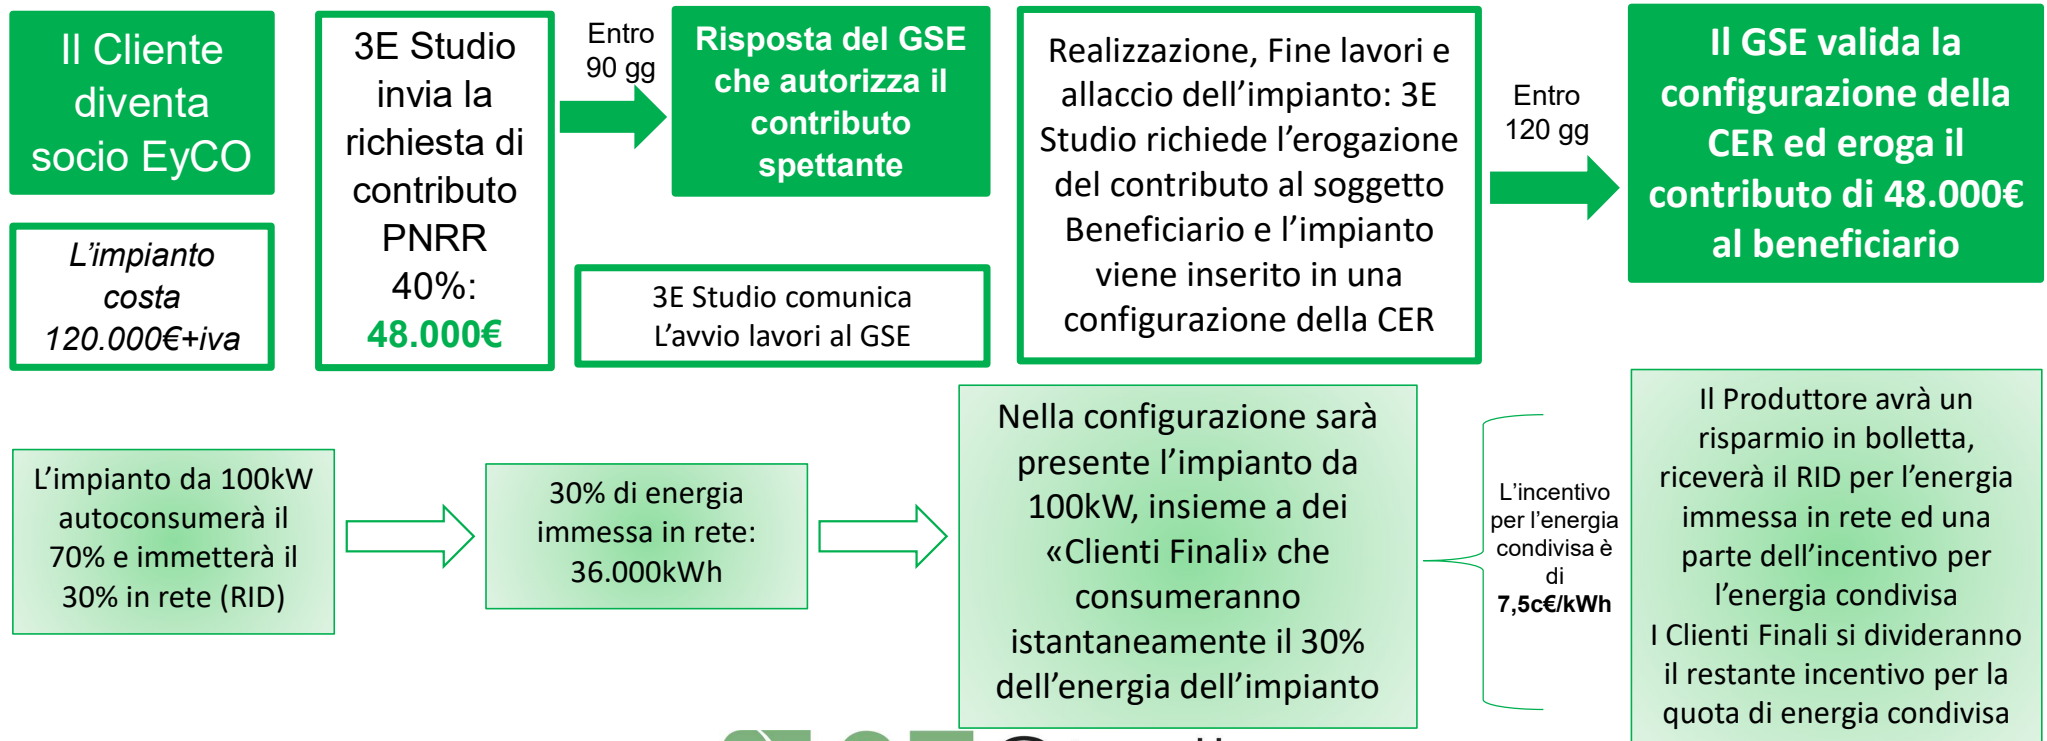 Il Cliente
diventa
socio EyCO
L'impianto
costa
120.000€+iva
3E Studio
invia la
richiesta di
contributo
PNRR
40%:
48.000€
Entro
90 gg
Risposta del GSE
che autorizza il
contributo
spettante
3E Studio comunica
L'avvio lavori al GSE
Realizzazione, Fine lavori e
allaccio dell'impianto: 3E
Studio richiede l'erogazione
del contributo al soggetto
Beneficiario e l'impianto
viene inserito in una
configurazione della CER
Entro
120 gg
Il GSE valida la
configurazione della
CER ed eroga il
contributo di 48.000€
al beneficiario
L'impianto da 100kW
autoconsumerà il
70% e immetterà il
30% in rete (RID)
30% di energia
immessa in rete:
36.000kWh
Nella configurazione sarà
presente l'impianto da
100kW, insieme a dei
«Clienti Finali» che
consumeranno
istantaneamente il 30%
dell'energia dell'impianto
L'incentivo
per l'energia
condivisa è
di
7,5c€/kWh
Il Produttore avrà un
risparmio in bolletta,
riceverà il RID per l'energia
immessa in rete ed una
parte dell'incentivo per
l'energia condivisa
I Clienti Finali si divideranno
il restante incentivo per la
quota di energia condivisa